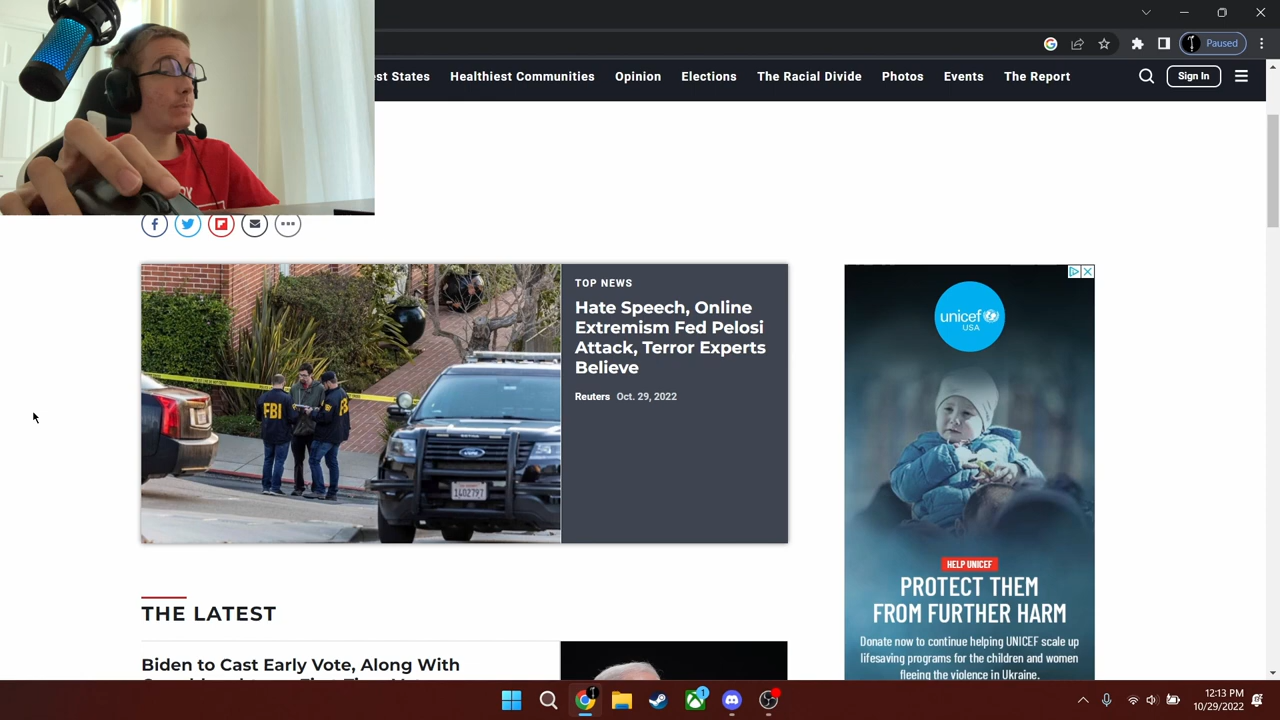 Paused
est States Healthiest Communities Opinion Elections The Racial Divide Photos Events The Report Sign In
FBI
FBI
1402797
TOP NEWS
Hate Speech, Online
Extremism Fed Pelosi
Attack, Terror Experts
Believe
Reuters Oct. 29, 2022
unicef
USA
HELP UNICEF
PROTECT THEM
FROM FURTHER HARM
Donate now to continue helping UNICEF scale up
lifesaving programs for the children and women
fleeing the violence in Ukraine.
THE LATEST
Biden to Cast Early Vote, Along With
12:13 PM
10/29/2022